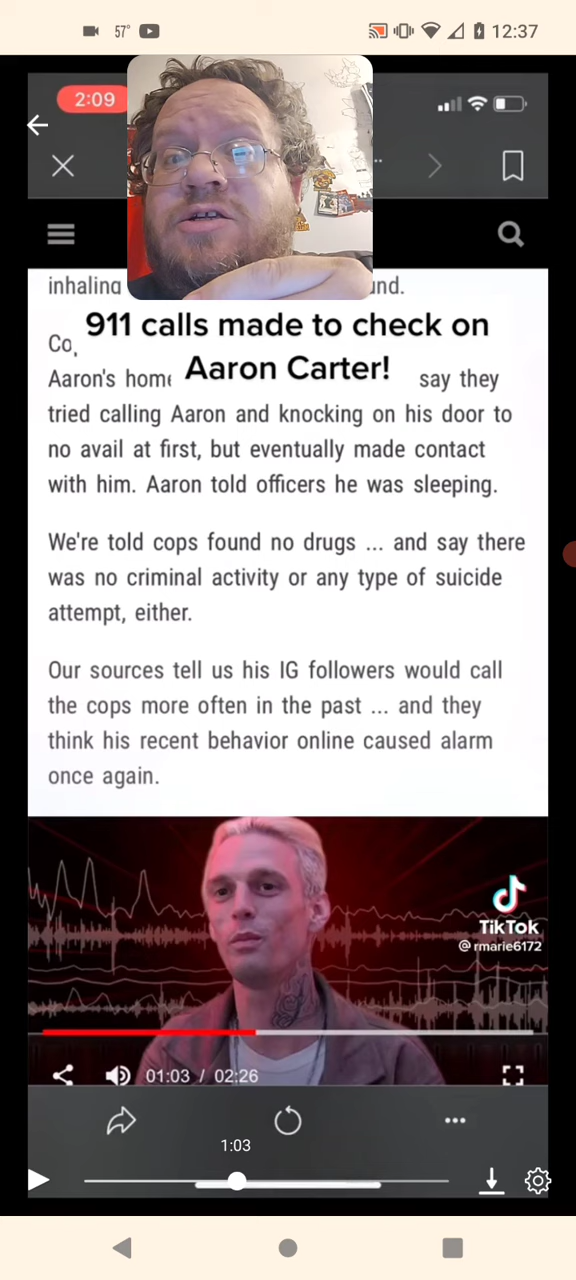 57°
12:37
2:09
inhaling
und.
911 calls made to check on
Co
Aaron Carter!
Aaron's home
say they
tried calling Aaron and knocking on his door to
no avail at first, but eventually made contact
with him. Aaron told officers he was sleeping.
We're told cops found no drugs ... and say there
was no criminal activity or any type of suicide
attempt, either.
Our sources tell us his IG followers would call
the cops more often in the past ... and they
think his recent behavior online caused alarm
once again.
TikTok
@rmarie6172
01:03 / 02:26
1:03